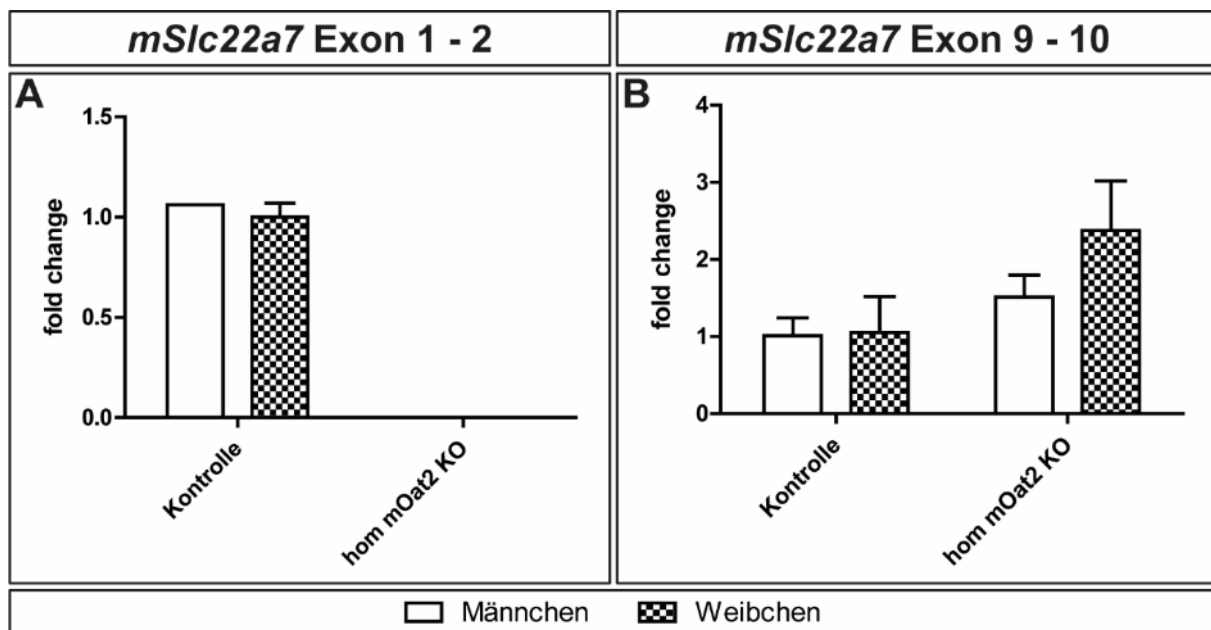 mSlc22a7 Exon 1 - 2
mSlc22a7 Exon 9 - 10
A
1.5
1.0
0.5
0.0
fold change
Kontrolle
hom mOat2 KO
B
4
3
2
1
0
fold change
Kontrolle
hom mOat2 KO
Männchen
Weibchen